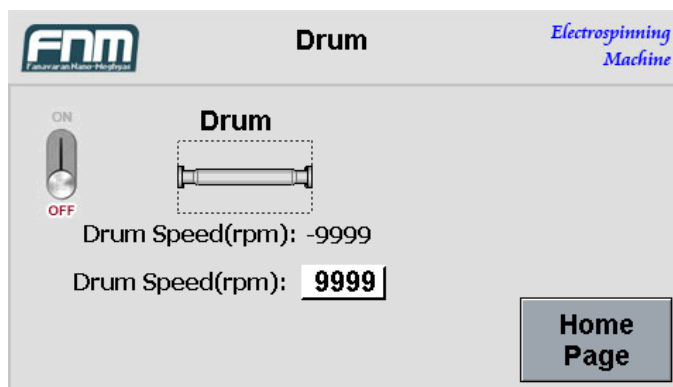 FNM
Fanavaran Nano-Meghyas
Drum
Electrospinning
Machine
ON
OFF
Drum
Drum Speed(rpm): -9999
Drum Speed(rpm): 9999
Home
Page